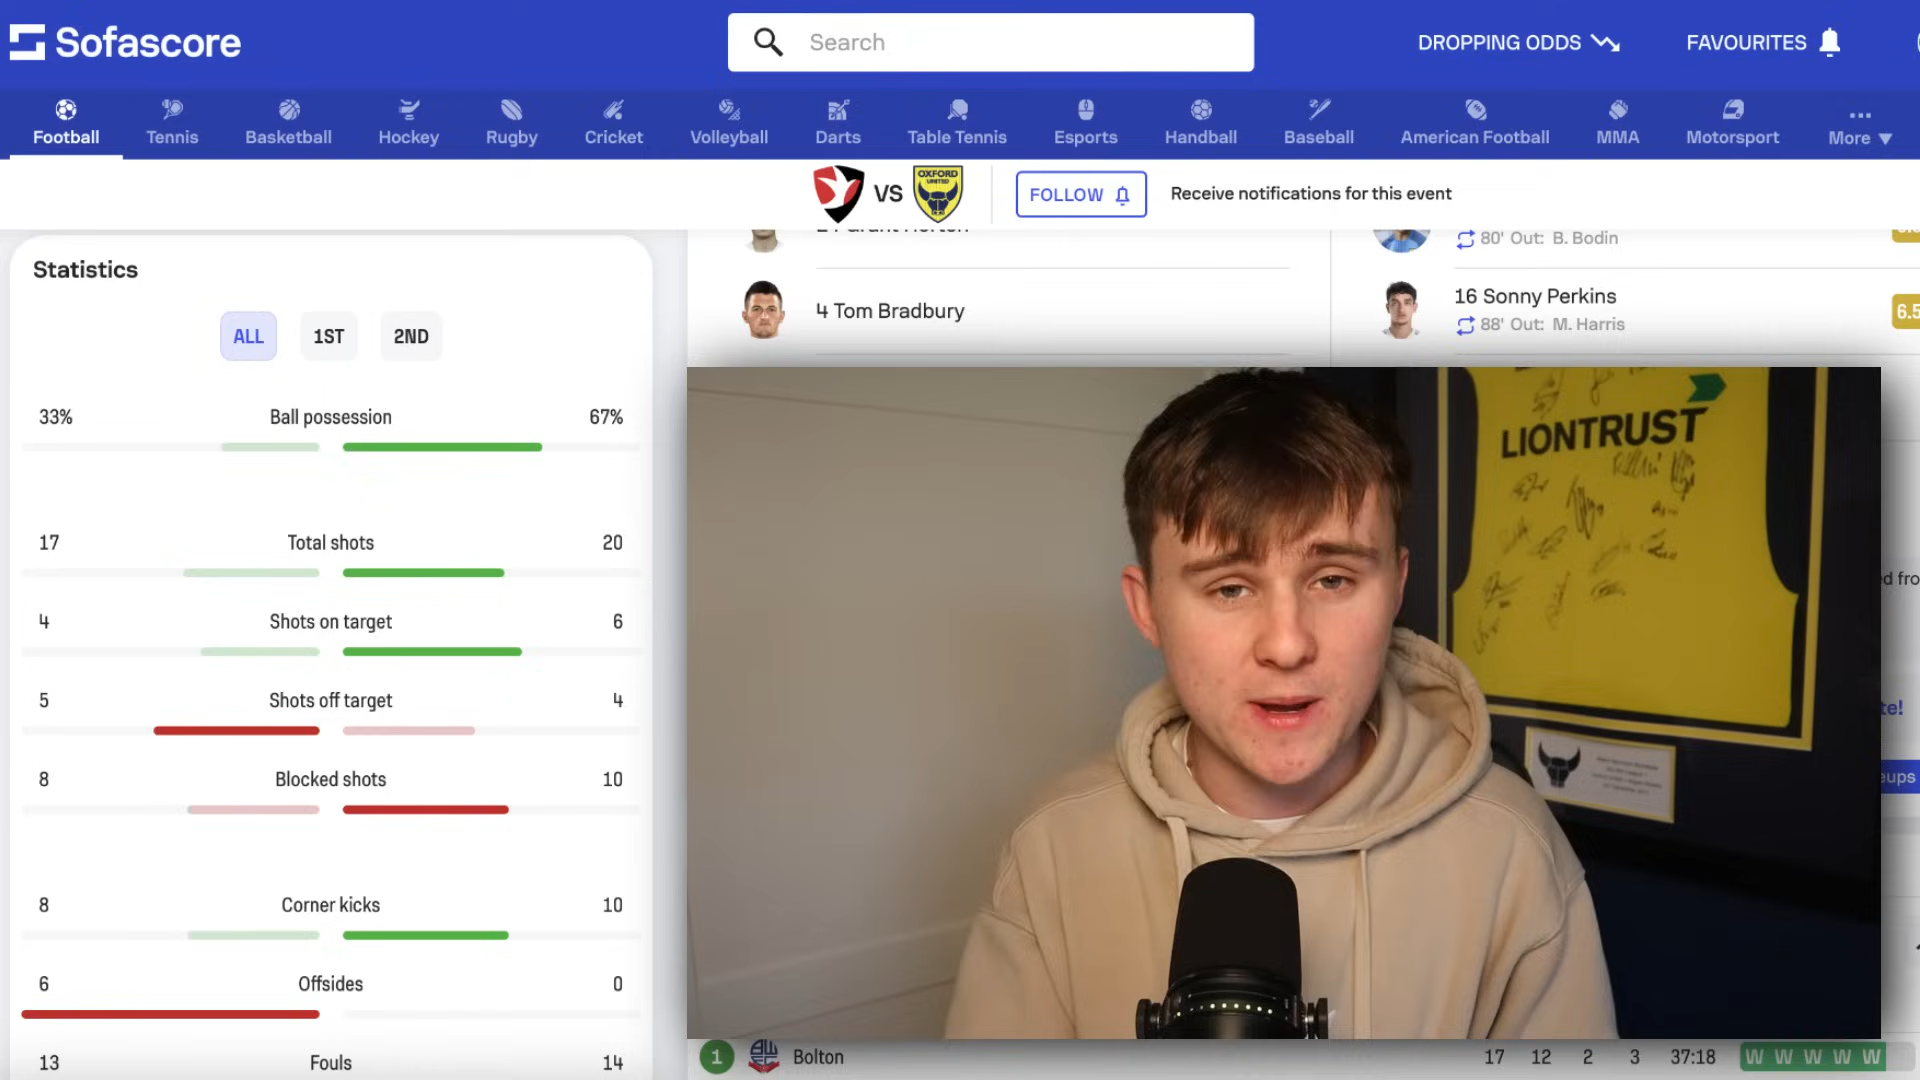 Sofascore
Search
DROPPING ODDS
FAVOURITES
Football
Tennis
Basketball
Hockey
Rugby
Cricket
Volleyball
Darts
Table Tennis
Esports
Handball
Baseball
American Football
MMA
Motorsport
More
VS
OXFORD
UNITED
FOLLOW
Receive notifications for this event
Statistics
ALL
1ST
2ND
33% Ball possession 67%
17 Total shots 20
4 Shots on target 6
5 Shots off target 4
8 Blocked shots 10
8 Corner kicks 10
6 Offsides 0
13 Fouls 14
4 Tom Bradbury
80' Out: B. Bodin
16 Sonny Perkins
88' Out: M. Harris
6.5
LIONTRUST
1 Bolton 17 12 2 3 37:18 W W W W W